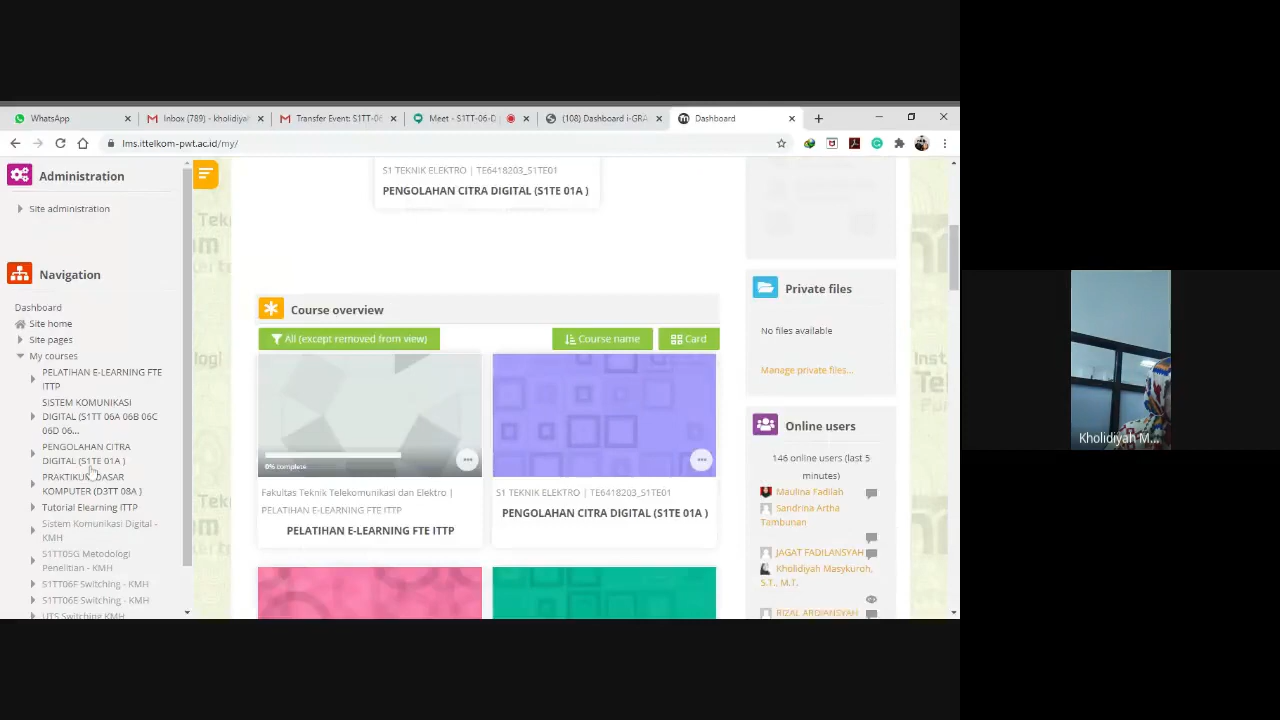 WhatsApp
Inbox (789) - kholidiyah
Transfer Event: S1TT-06
Meet - S1TT-06-D
(108) Dashboard i-GRA
Dashboard
lms.ittelkom-pwt.ac.id/my/
Administration
Site administration
Navigation
Dashboard
Site home
Site pages
My courses
PELATIHAN E-LEARNING FTE
ITTP
SISTEM KOMUNIKASI
DIGITAL (S1TT 06A 06B 06C
06D 06...
PENGOLAHAN CITRA
DIGITAL (S1TE 01A )
PRAKTIKUM DASAR
KOMPUTER (D3TT 08A )
Tutorial Elearning ITTP
Sistem Komunikasi Digital -
KMH
S1TT05G Metodologi
Penelitian - KMH
S1TT06F Switching - KMH
S1TT06E Switching - KMH
UTS Switching KMH
S1 TEKNIK ELEKTRO | TE6418203_S1TE01
PENGOLAHAN CITRA DIGITAL (S1TE 01A )
Course overview
All (except removed from view)
Course name
Card
0% complete
Fakultas Teknik Telekomunikasi dan Elektro |
PELATIHAN E-LEARNING FTE ITTP
PELATIHAN E-LEARNING FTE ITTP
S1 TEKNIK ELEKTRO | TE6418203_S1TE01
PENGOLAHAN CITRA DIGITAL (S1TE 01A )
Private files
No files available
Manage private files...
Online users
146 online users (last 5
minutes)
Maulina Fadilah
Sandrina Artha
Tambunan
JAGAT FADILANSYAH
Kholidiyah Masykuroh,
S.T., M.T.
RIZAL ARDIANSYAH
Kholidiyah M...